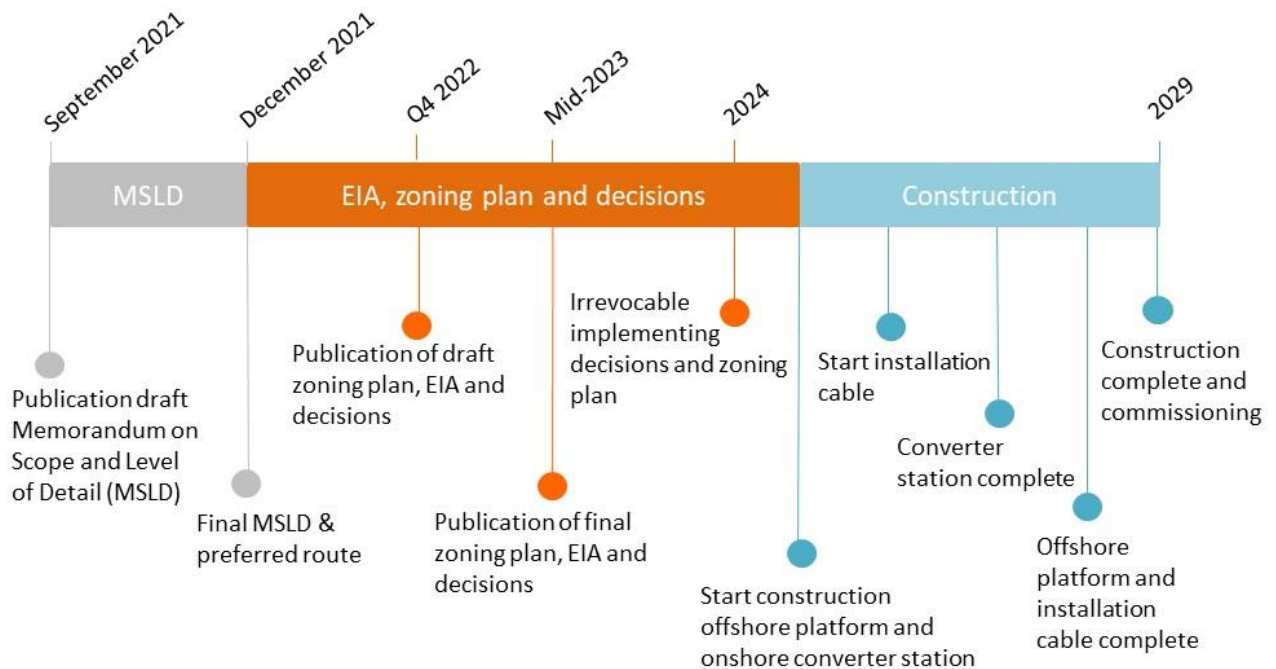 September 2021
December 2021
Q4 2022
Mid-2023
2024
2029
MSLD
EIA, zoning plan and decisions
Construction
Publication draft
Memorandum on
Scope and Level
of Detail (MSLD)
Final MSLD &
preferred route
Publication of draft
zoning plan, EIA and
decisions
Publication of final
zoning plan, EIA and
decisions
Irrevocable
implementing
decisions and zoning
plan
Start construction
offshore platform and
onshore converter station
Start installation
cable
Converter
station complete
Offshore
platform and
installation
cable complete
Construction
complete and
commissioning